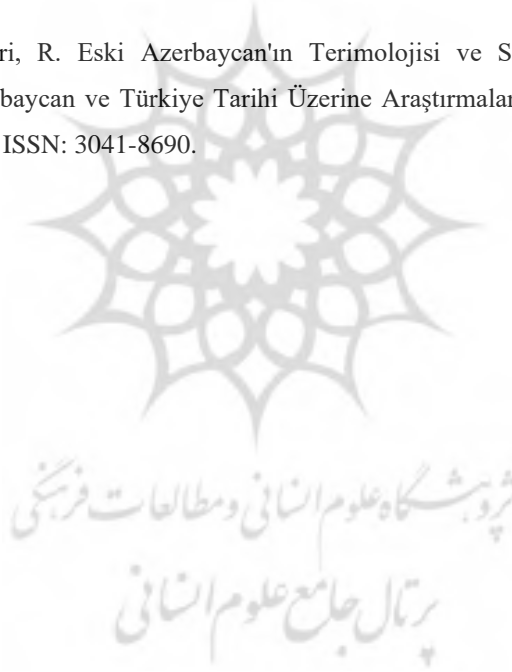 ri, R. Eski Azerbaycan'ın Terimolojisi ve S
baycan ve Türkiye Tarihi Üzerine Araştırmalar
ISSN: 3041-8690.
پژوهشگاه علوم انسانی و مطالعات فرهنگی
پرتال جامع علوم انسانی